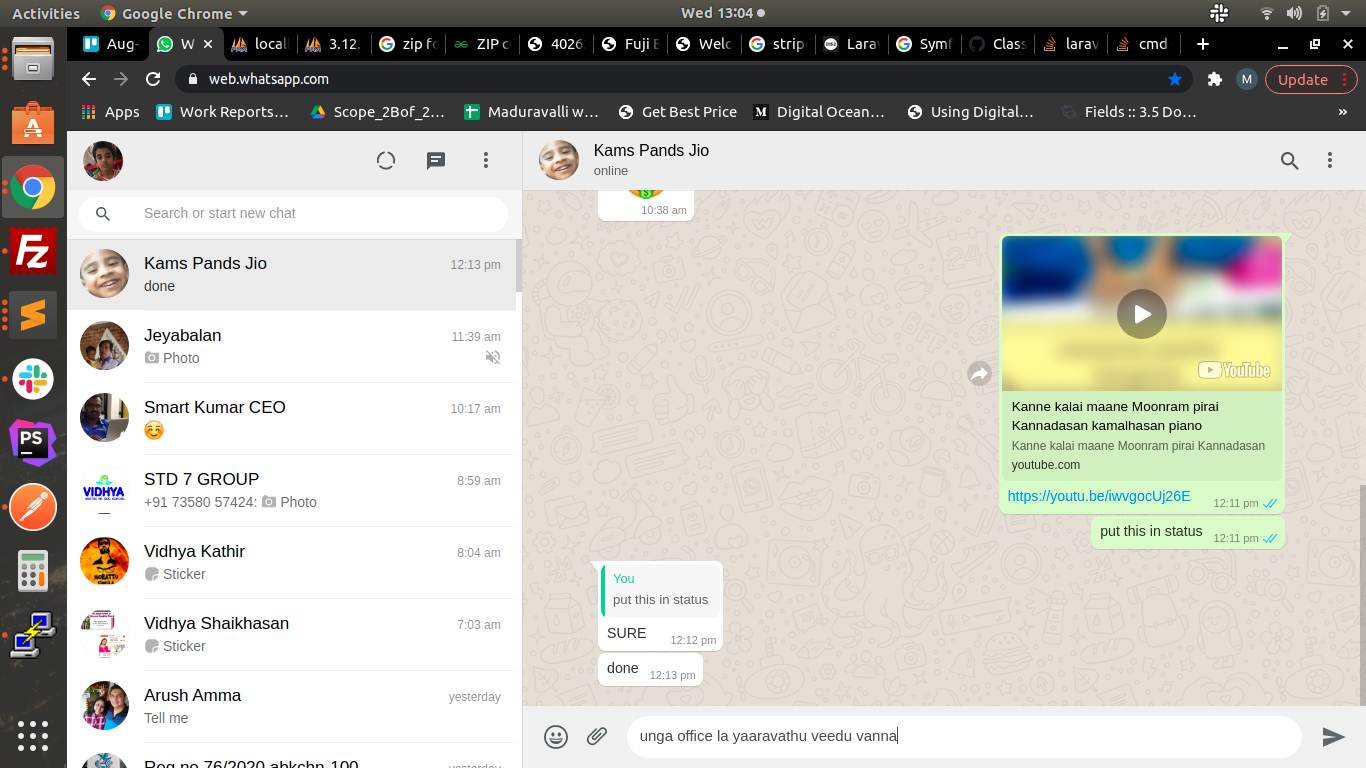 Activities
Google Chrome
Wed 13:04
Aug-
W
locall
3.12.
zip fo
ZIP c
4026.
Fuji E
Welc
strip
Larav
Symf
Class
larav
cmd
web.whatsapp.com
M
Update
Apps
Work Reports…
Scope_2Bof_2…
Maduravalli w…
Get Best Price
Digital Ocean…
Using Digital…
Fields :: 3.5 Do…
»
Search or start new chat
Kams Pands Jio
12:13 pm
done
Jeyabalan
11:39 am
Photo
Smart Kumar CEO
10:17 am
😊
STD 7 GROUP
8:59 am
+91 73580 57424: Photo
VIDHYA
Vidhya Kathir
8:04 am
Sticker
Vidhya Shaikhasan
7:03 am
Sticker
Arush Amma
yesterday
Tell me
Reg no 76/2020 abkchn-100
yesterday
Kams Pands Jio
online
10:38 am
YouTube
Kanne kalai maane Moonram pirai
Kannadasan kamalhasan piano
Kanne kalai maane Moonram pirai Kannadasan
youtube.com
https://youtu.be/iwvgocUj26E
12:11 pm
put this in status
12:11 pm
You
put this in status
SURE
12:12 pm
done
12:13 pm
unga office la yaaravathu veedu vanna